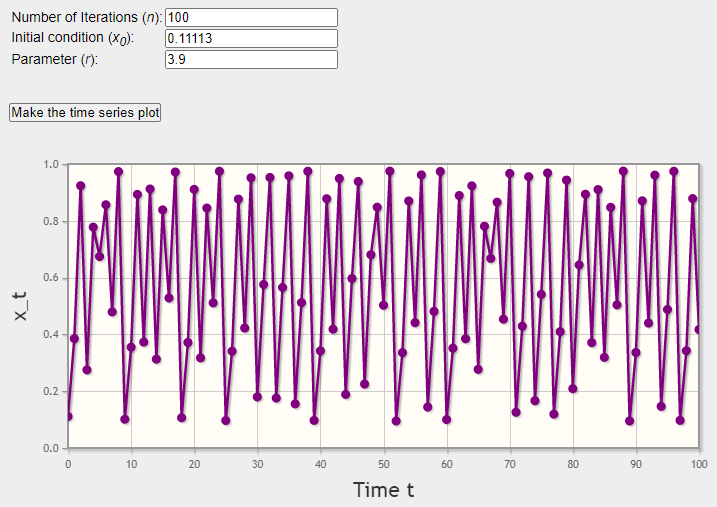 Number of Iterations (n): 100
Initial condition (x0): 0.11113
Parameter (r): 3.9
Make the time series plot
1.0
0.8
0.6
0.4
0.2
0.0
x_t
0 10 20 30 40 50 60 70 80 90 100
Time t